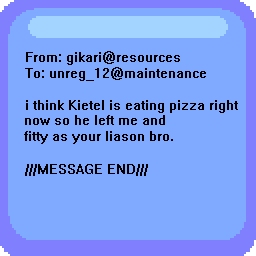 From: gikari@resources
To: unreg_12@maintenance
i think Kietel is eating pizza right
now so he left me and
fitty as your liason bro.
///MESSAGE END///